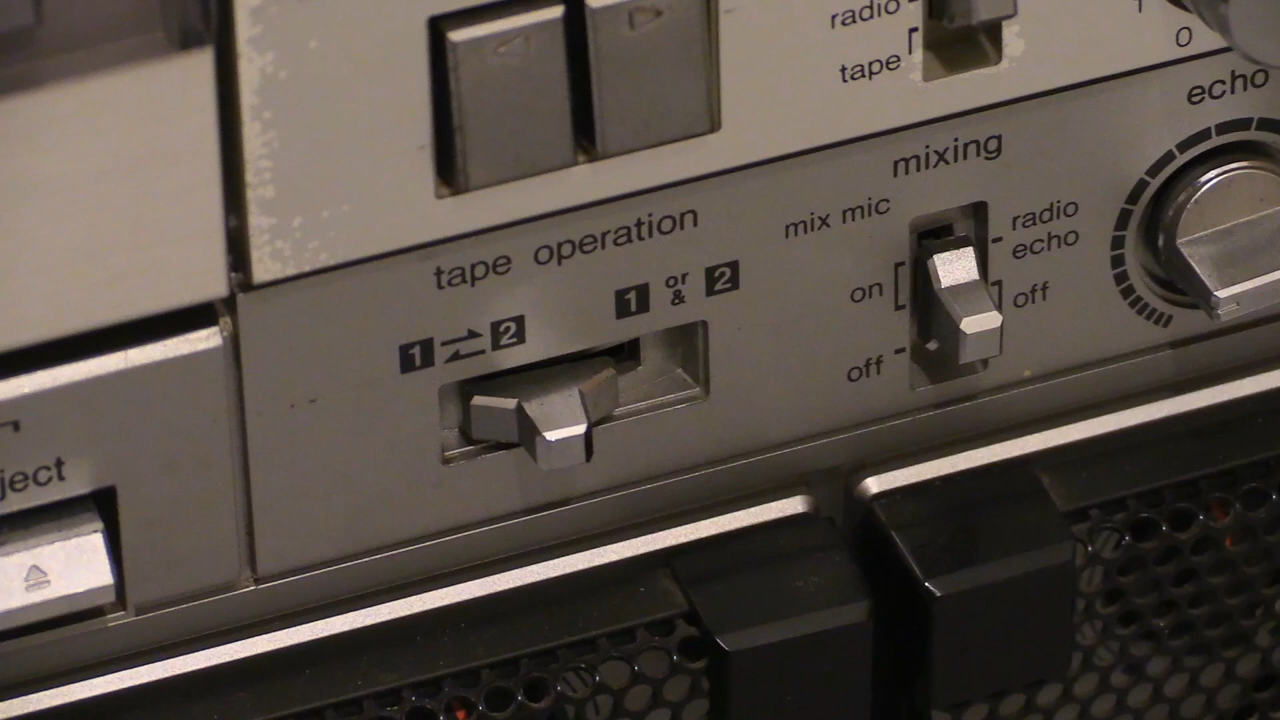 radio
tape
0
echo
mixing
mix mic
radio
echo
on
off
off
tape operation
1 ⇌ 2
1 or & 2
ject